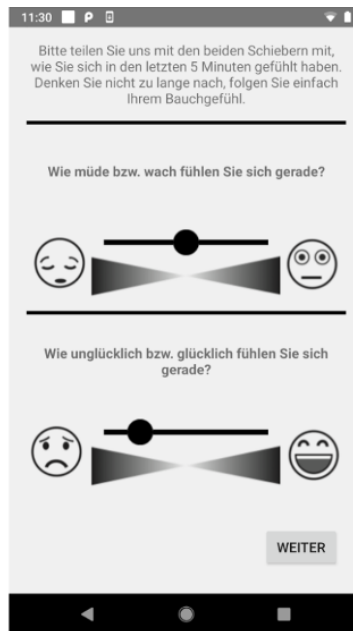 11:30
Bitte teilen Sie uns mit den beiden Schiebern mit,
wie Sie sich in den letzten 5 Minuten gefühlt haben.
Denken Sie nicht zu lange nach, folgen Sie einfach
Ihrem Bauchgefühl.
Wie müde bzw. wach fühlen Sie sich gerade?
Wie unglücklich bzw. glücklich fühlen Sie sich
gerade?
WEITER